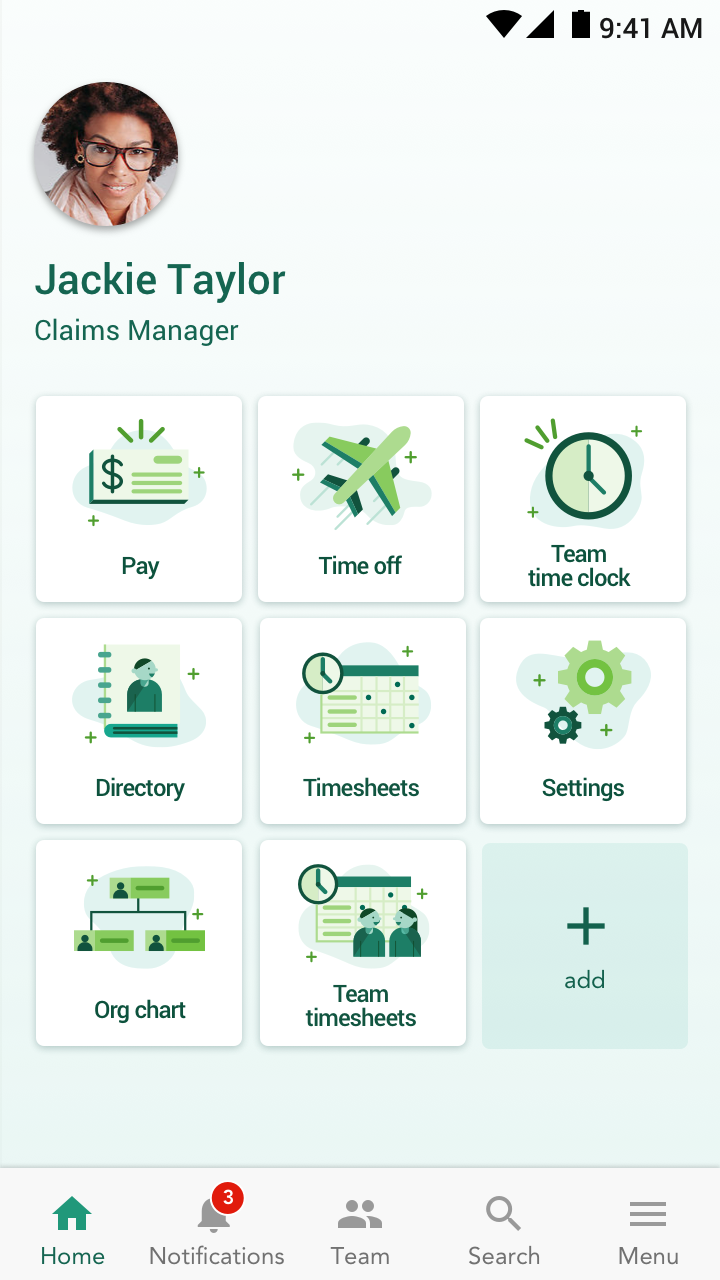 9:41 AM
Jackie Taylor
Claims Manager
$
Pay
Time off
Team
time clock
Directory
Timesheets
Settings
Org chart
Team
timesheets
add
3
Home
Notifications
Team
Search
Menu